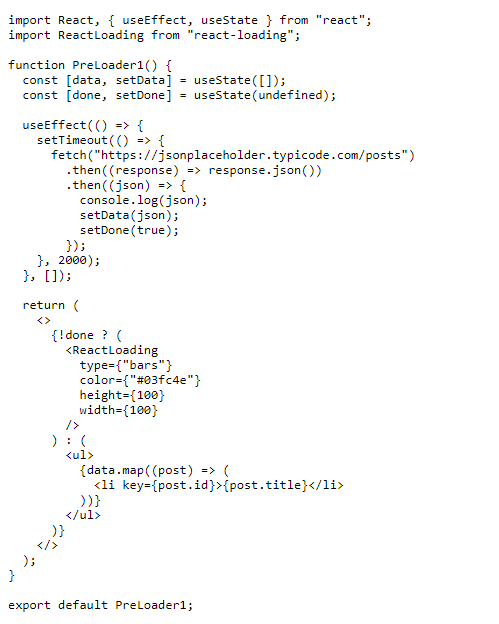 import React, { useEffect, useState } from "react";
import ReactLoading from "react-loading";

function PreLoader1() {
  const [data, setData] = useState([]);
  const [done, setDone] = useState(undefined);

  useEffect(() => {
    setTimeout(() => {
      fetch("https://jsonplaceholder.typicode.com/posts")
        .then((response) => response.json())
        .then((json) => {
          console.log(json);
          setData(json);
          setDone(true);
        });
    }, 2000);
  }, []);

  return (
    <>
      {!done ? (
        <ReactLoading
          type={"bars"}
          color={"#03fc4e"}
          height={100}
          width={100}
        />
      ) : (
        <ul>
          {data.map((post) => (
            <li key={post.id}>{post.title}</li>
          ))}
        </ul>
      )}
    </>
  );
}

export default PreLoader1;